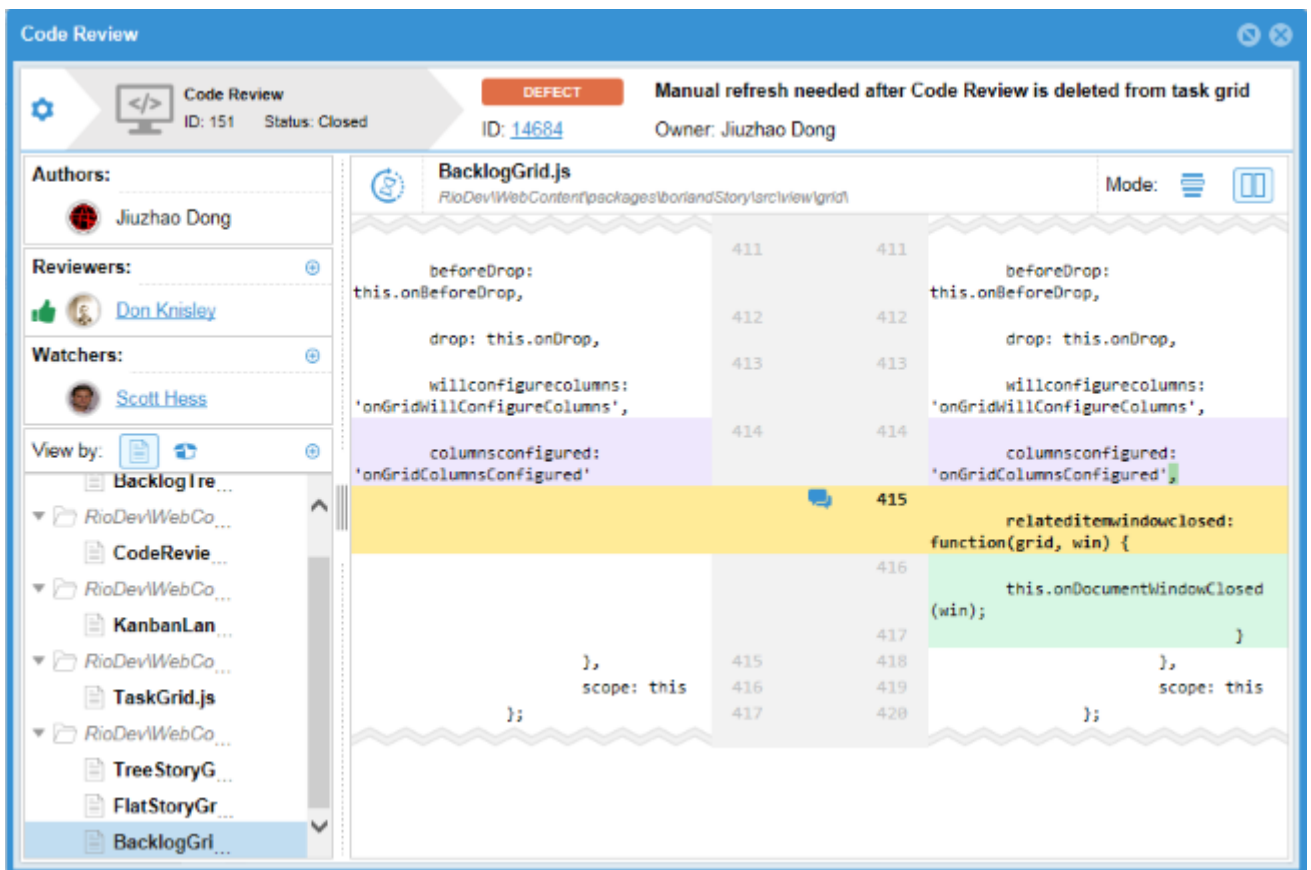 Code Review
Code Review
ID: 151 Status: Closed
DEFECT
ID: 14684
Manual refresh needed after Code Review is deleted from task grid
Owner: Jiuzhao Dong
Authors:
Jiuzhao Dong
Reviewers:
Don Knisley
Watchers:
Scott Hess
View by:
BacklogTre...
RioDev\WebCo...
CodeRevie...
RioDev\WebCo...
KanbanLan...
RioDev\WebCo...
TaskGrid.js
RioDev\WebCo...
TreeStoryG...
FlatStoryGr...
BacklogGri...
BacklogGrid.js
RioDev\WebContent\packages\borlandStory\src\view\grid\
Mode:
411 411
beforeDrop: beforeDrop:
this.onBeforeDrop, this.onBeforeDrop,
412 412
drop: this.onDrop, drop: this.onDrop,
413 413
willconfigurecolumns: willconfigurecolumns:
'onGridWillConfigureColumns', 'onGridWillConfigureColumns',
414 414
columnsconfigured: columnsconfigured:
'onGridColumnsConfigured' 'onGridColumnsConfigured',
415
relateditemwindowclosed:
function(grid, win) {
416
this.onDocumentWindowClosed
(win);
417 }
}, 415 418 },
scope: this 416 419 scope: this
}; 417 420 };